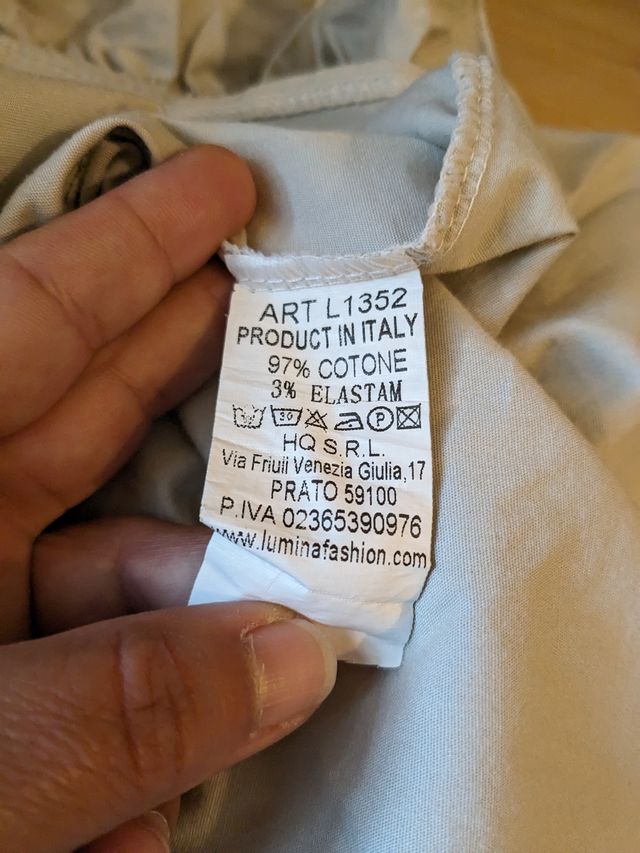 ART L1352
PRODUCT IN ITALY
97% COTONE
3% ELASTAM
30 P
HQ S.R.L.
Via Friuli Venezia Giulia,17
PRATO 59100
P.IVA 02365390976
www.luminafashion.com